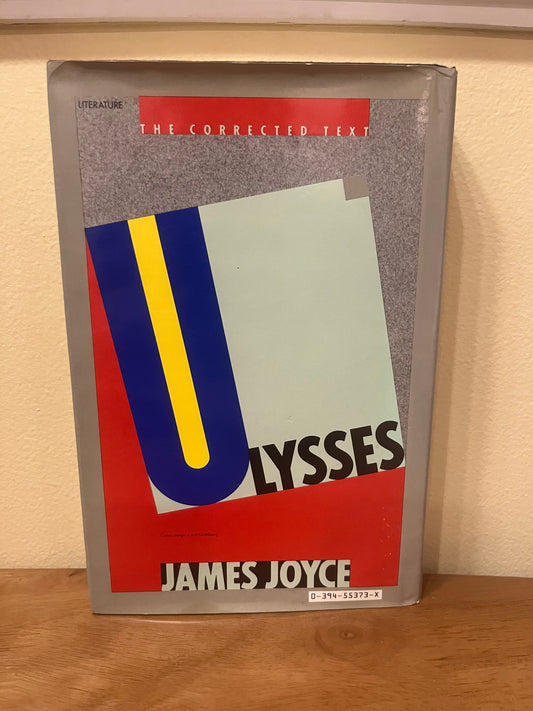 LITERATURE
THE CORRECTED TEXT
ULYSSES
JAMES JOYCE
0-394-55373-X